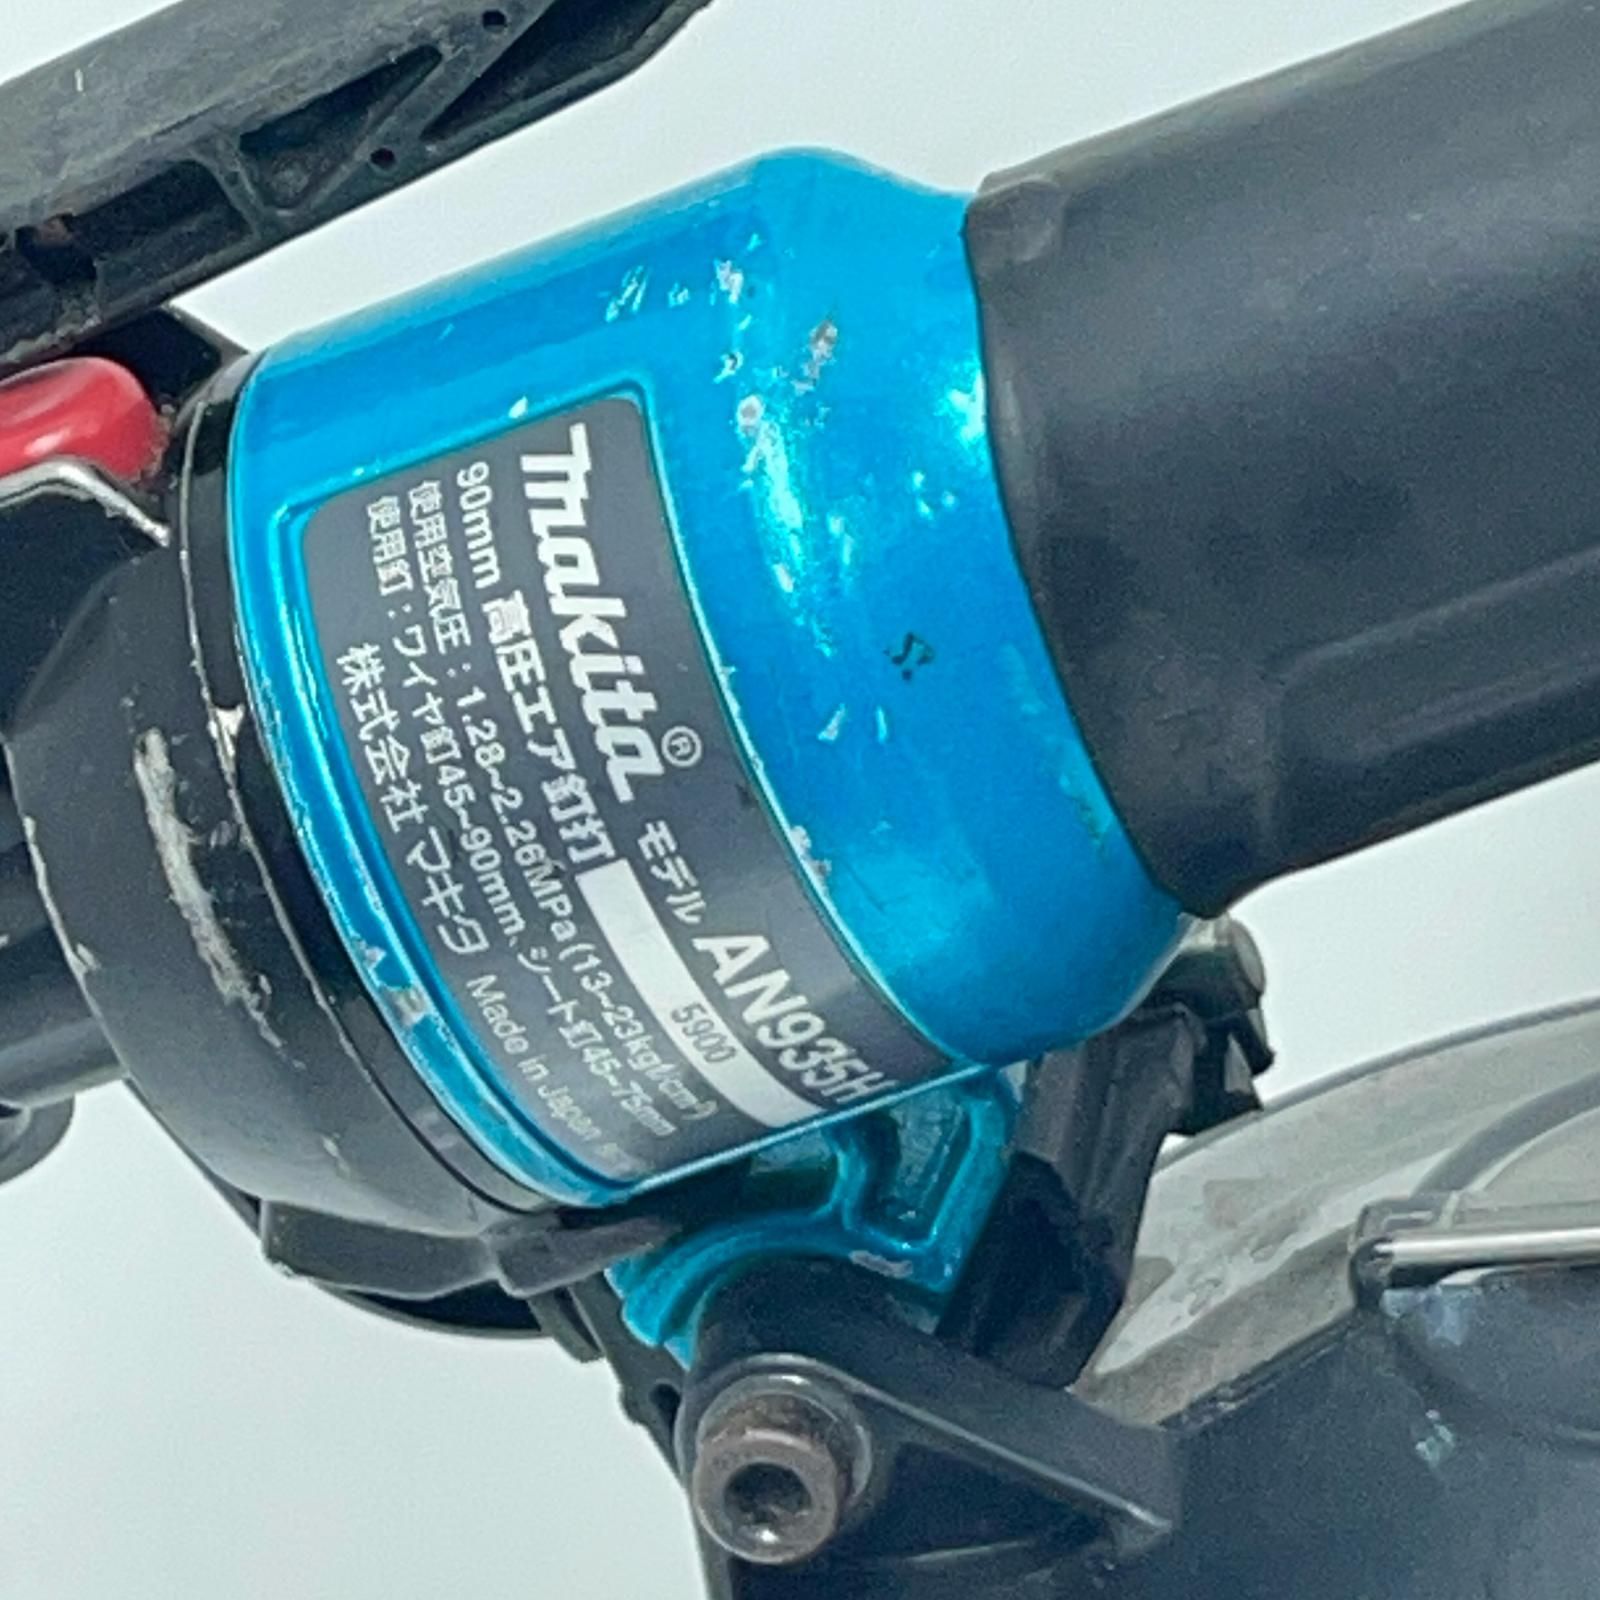 makita® モデル AN935H
90mm 高圧エア釘打 5900
使用空気圧：1.28~2.26MPa(13~23kgf/cm²)
使用釘：ワイヤ釘45~90mm、シート釘45~75mm
株式会社 マキタ Made in Japan